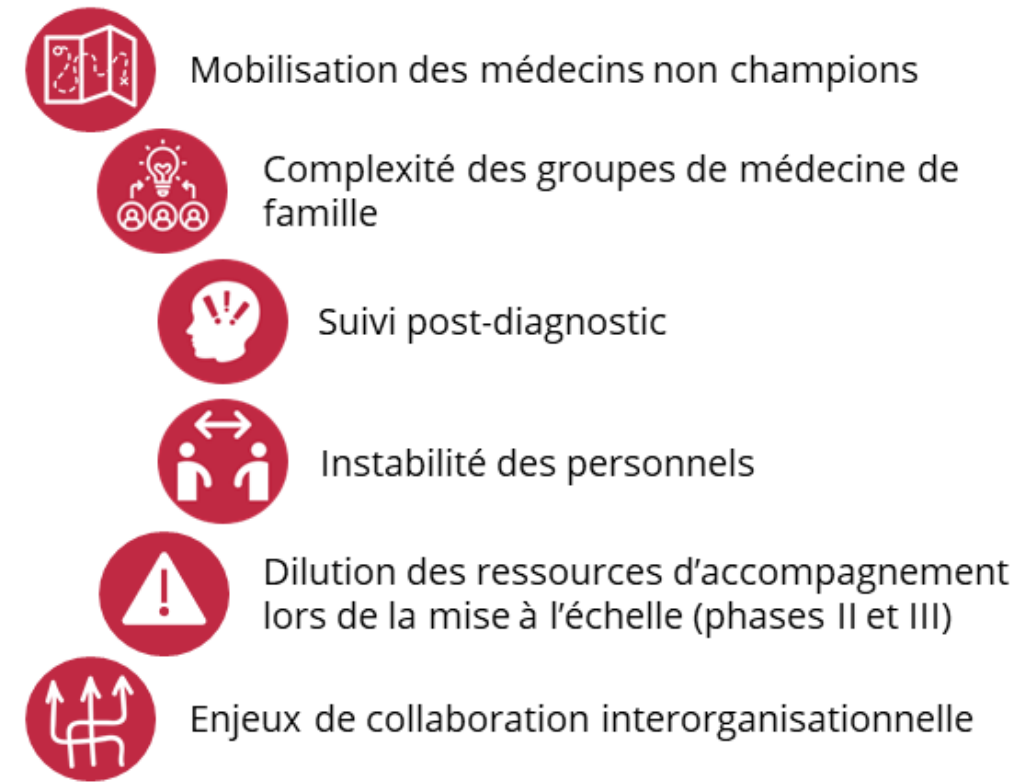 Mobilisation des médecins non champions
Complexité des groupes de médecine de
famille
Suivi post-diagnostic
Instabilité des personnels
Dilution des ressources d’accompagnement
lors de la mise à l’échelle (phases II et III)
Enjeux de collaboration interorganisationnelle